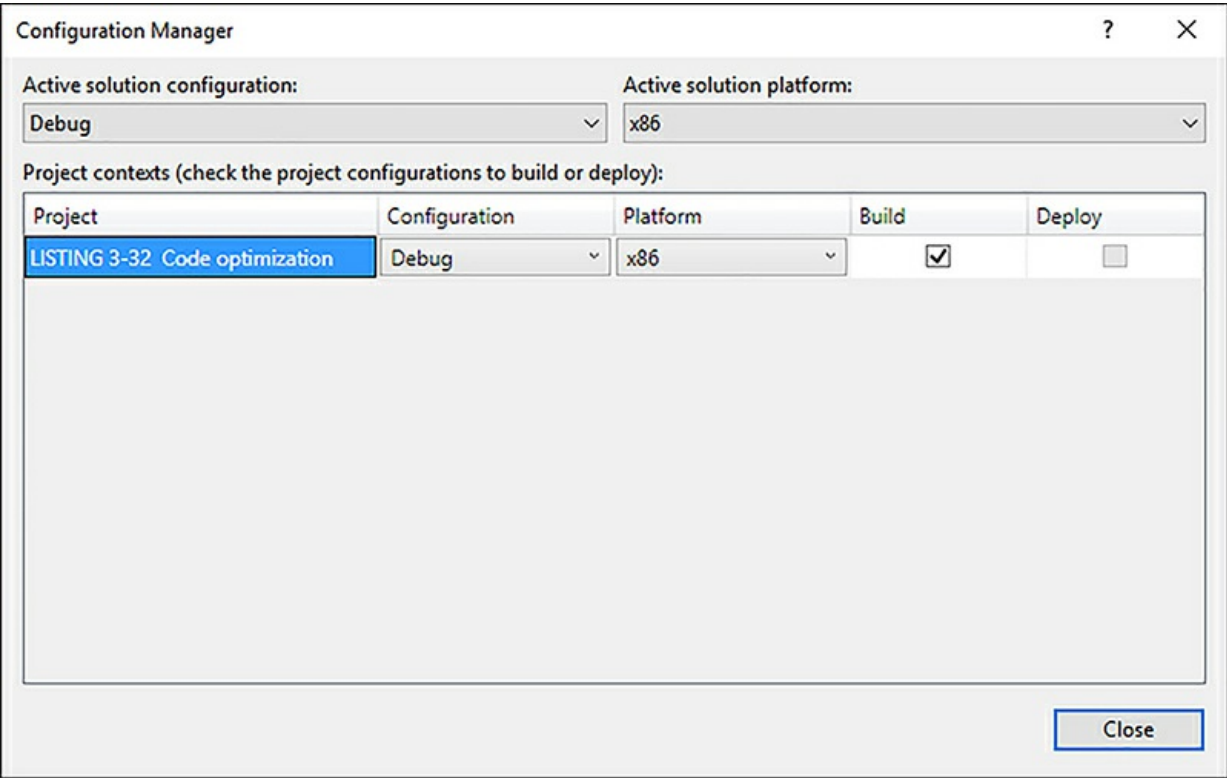 Configuration Manager ?
Active solution configuration: Active solution platform:
Debug x86
Project contexts (check the project configurations to build or deploy):
Project Configuration Platform Build Deploy
LISTING 3-32 Code optimization Debug x86
Close